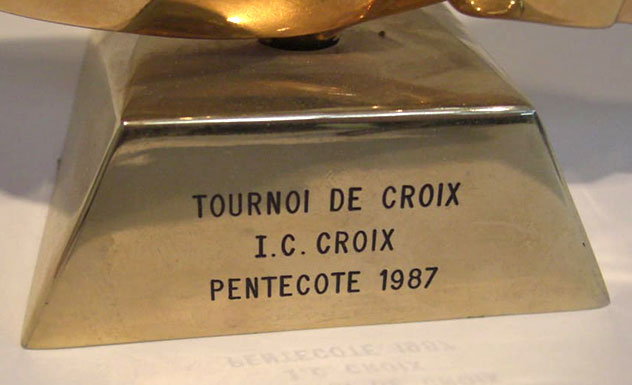 TOURNOI DE CROIX
I.C. CROIX
PENTECOTE 1987